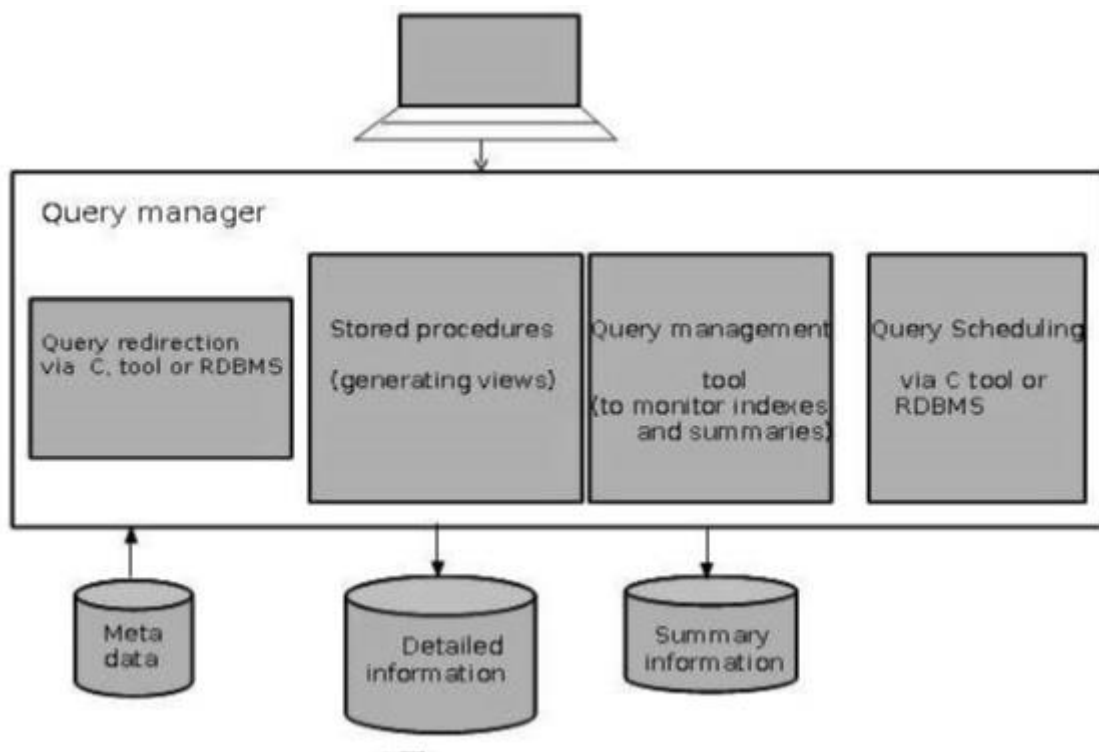 Query manager
Query redirection
via C, tool or RDBMS
Stored procedures
(generating views)
Query management
tool
(to monitor indexes
and summaries)
Query Scheduling
via C tool or
RDBMS
Meta
data
Detailed
information
Summary
information